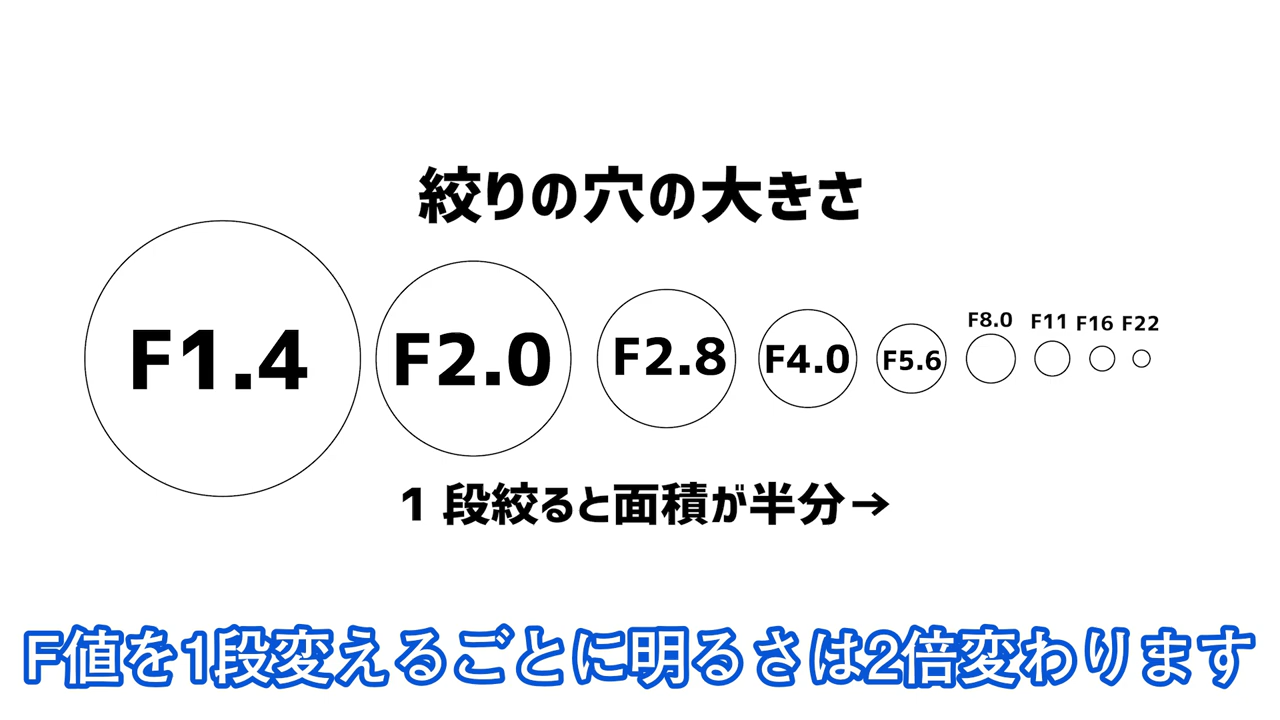 絞りの穴の大きさ
F1.4
F2.0
F2.8
F4.0
F5.6
F8.0
F11
F16
F22
1段絞ると面積が半分→
F値を1段変えるごとに明るさは2倍変わります